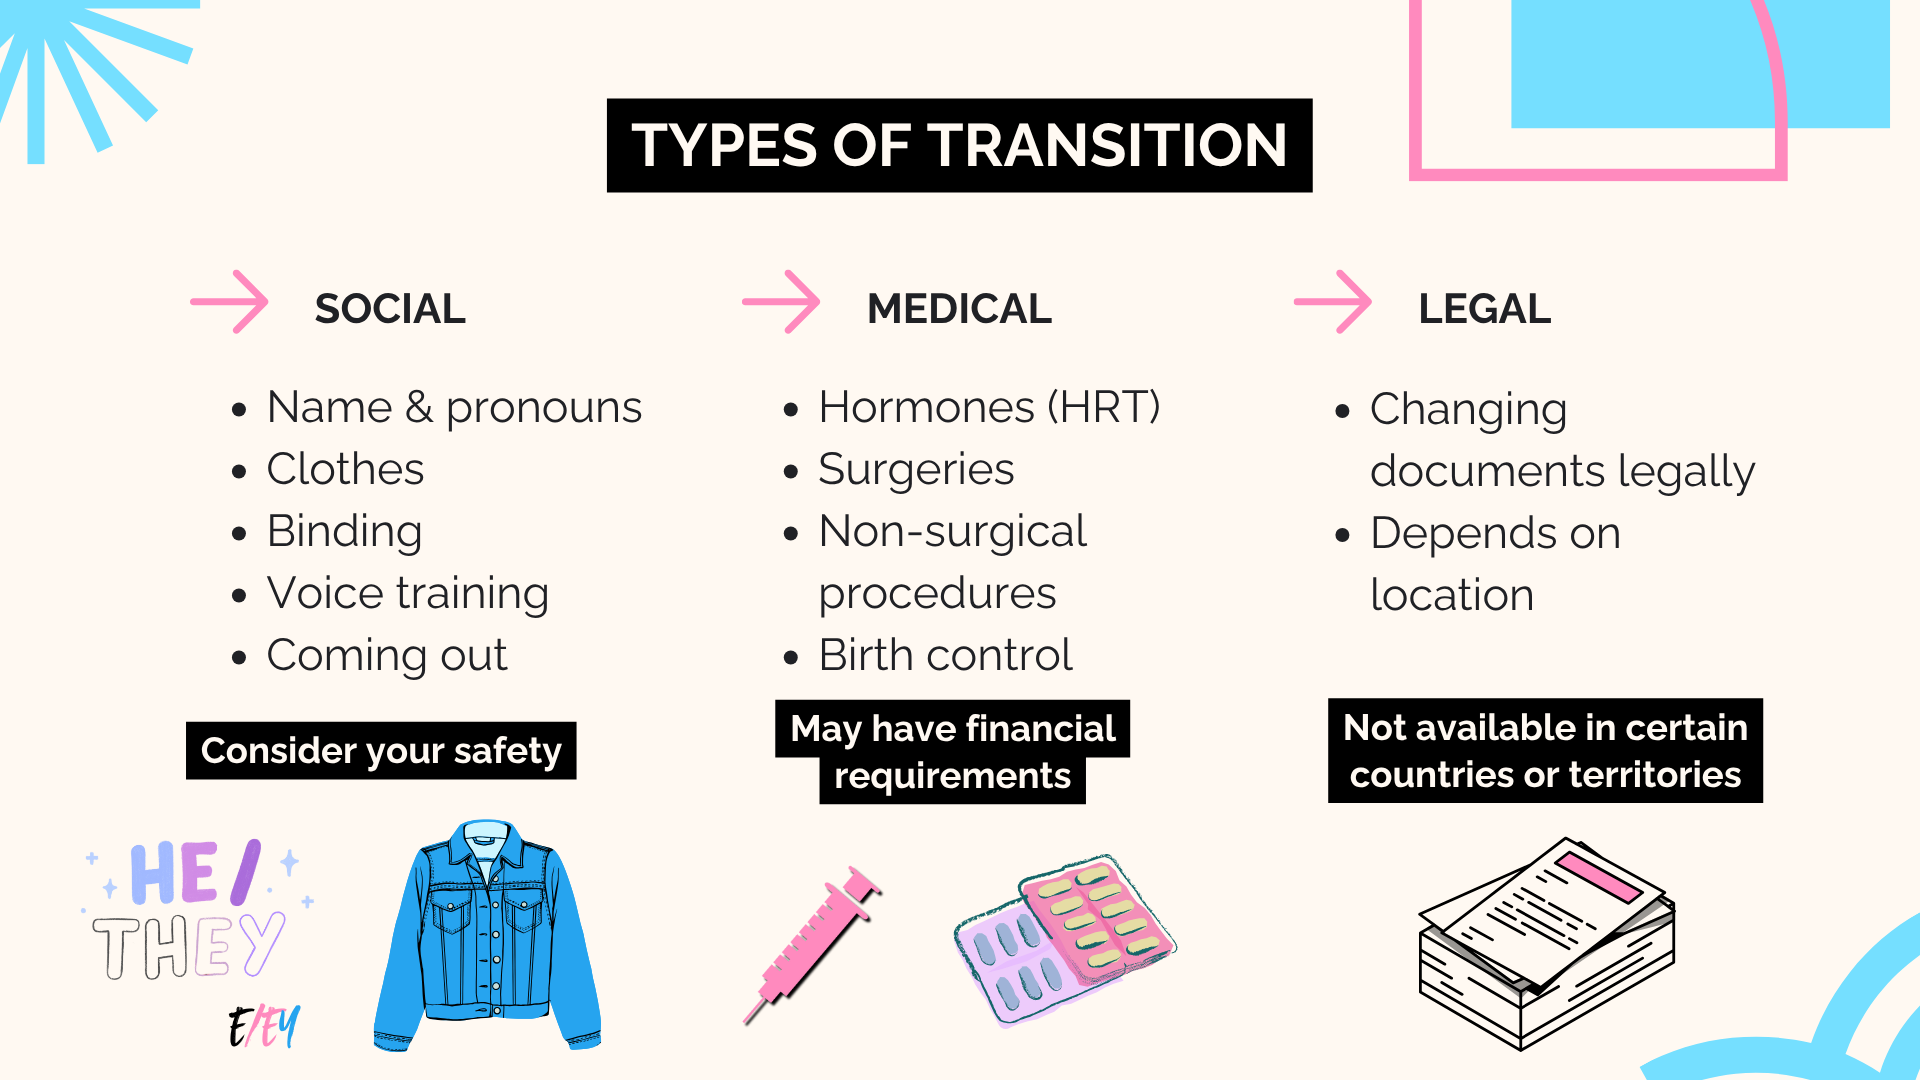 TYPES OF TRANSITION
SOCIAL
Name & pronouns
Clothes
Binding
Voice training
Coming out
Consider your safety
MEDICAL
Hormones (HRT)
Surgeries
Non-surgical
procedures
Birth control
May have financial
requirements
LEGAL
Changing
documents legally
Depends on
location
Not available in certain
countries or territories
HE/
THEY
E/EY